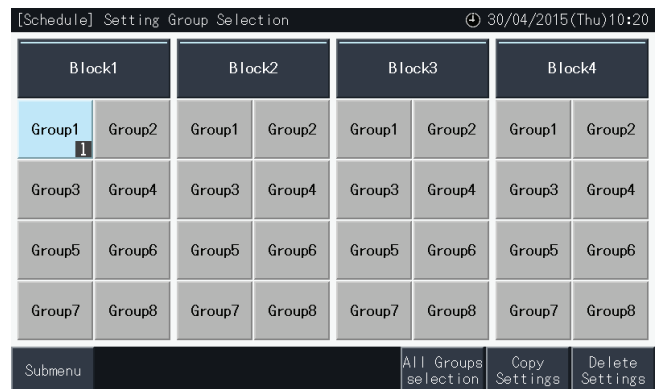 [Schedule] Setting Group Selection 30/04/2015(Thu)10:20
Block1 Block2 Block3 Block4
Group1 Group2 Group1 Group2 Group1 Group2 Group1 Group2
1
Group3 Group4 Group3 Group4 Group3 Group4 Group3 Group4
Group5 Group6 Group5 Group6 Group5 Group6 Group5 Group6
Group7 Group8 Group7 Group8 Group7 Group8 Group7 Group8
Submenu
All Groups
selection
Copy
Settings
Delete
Settings